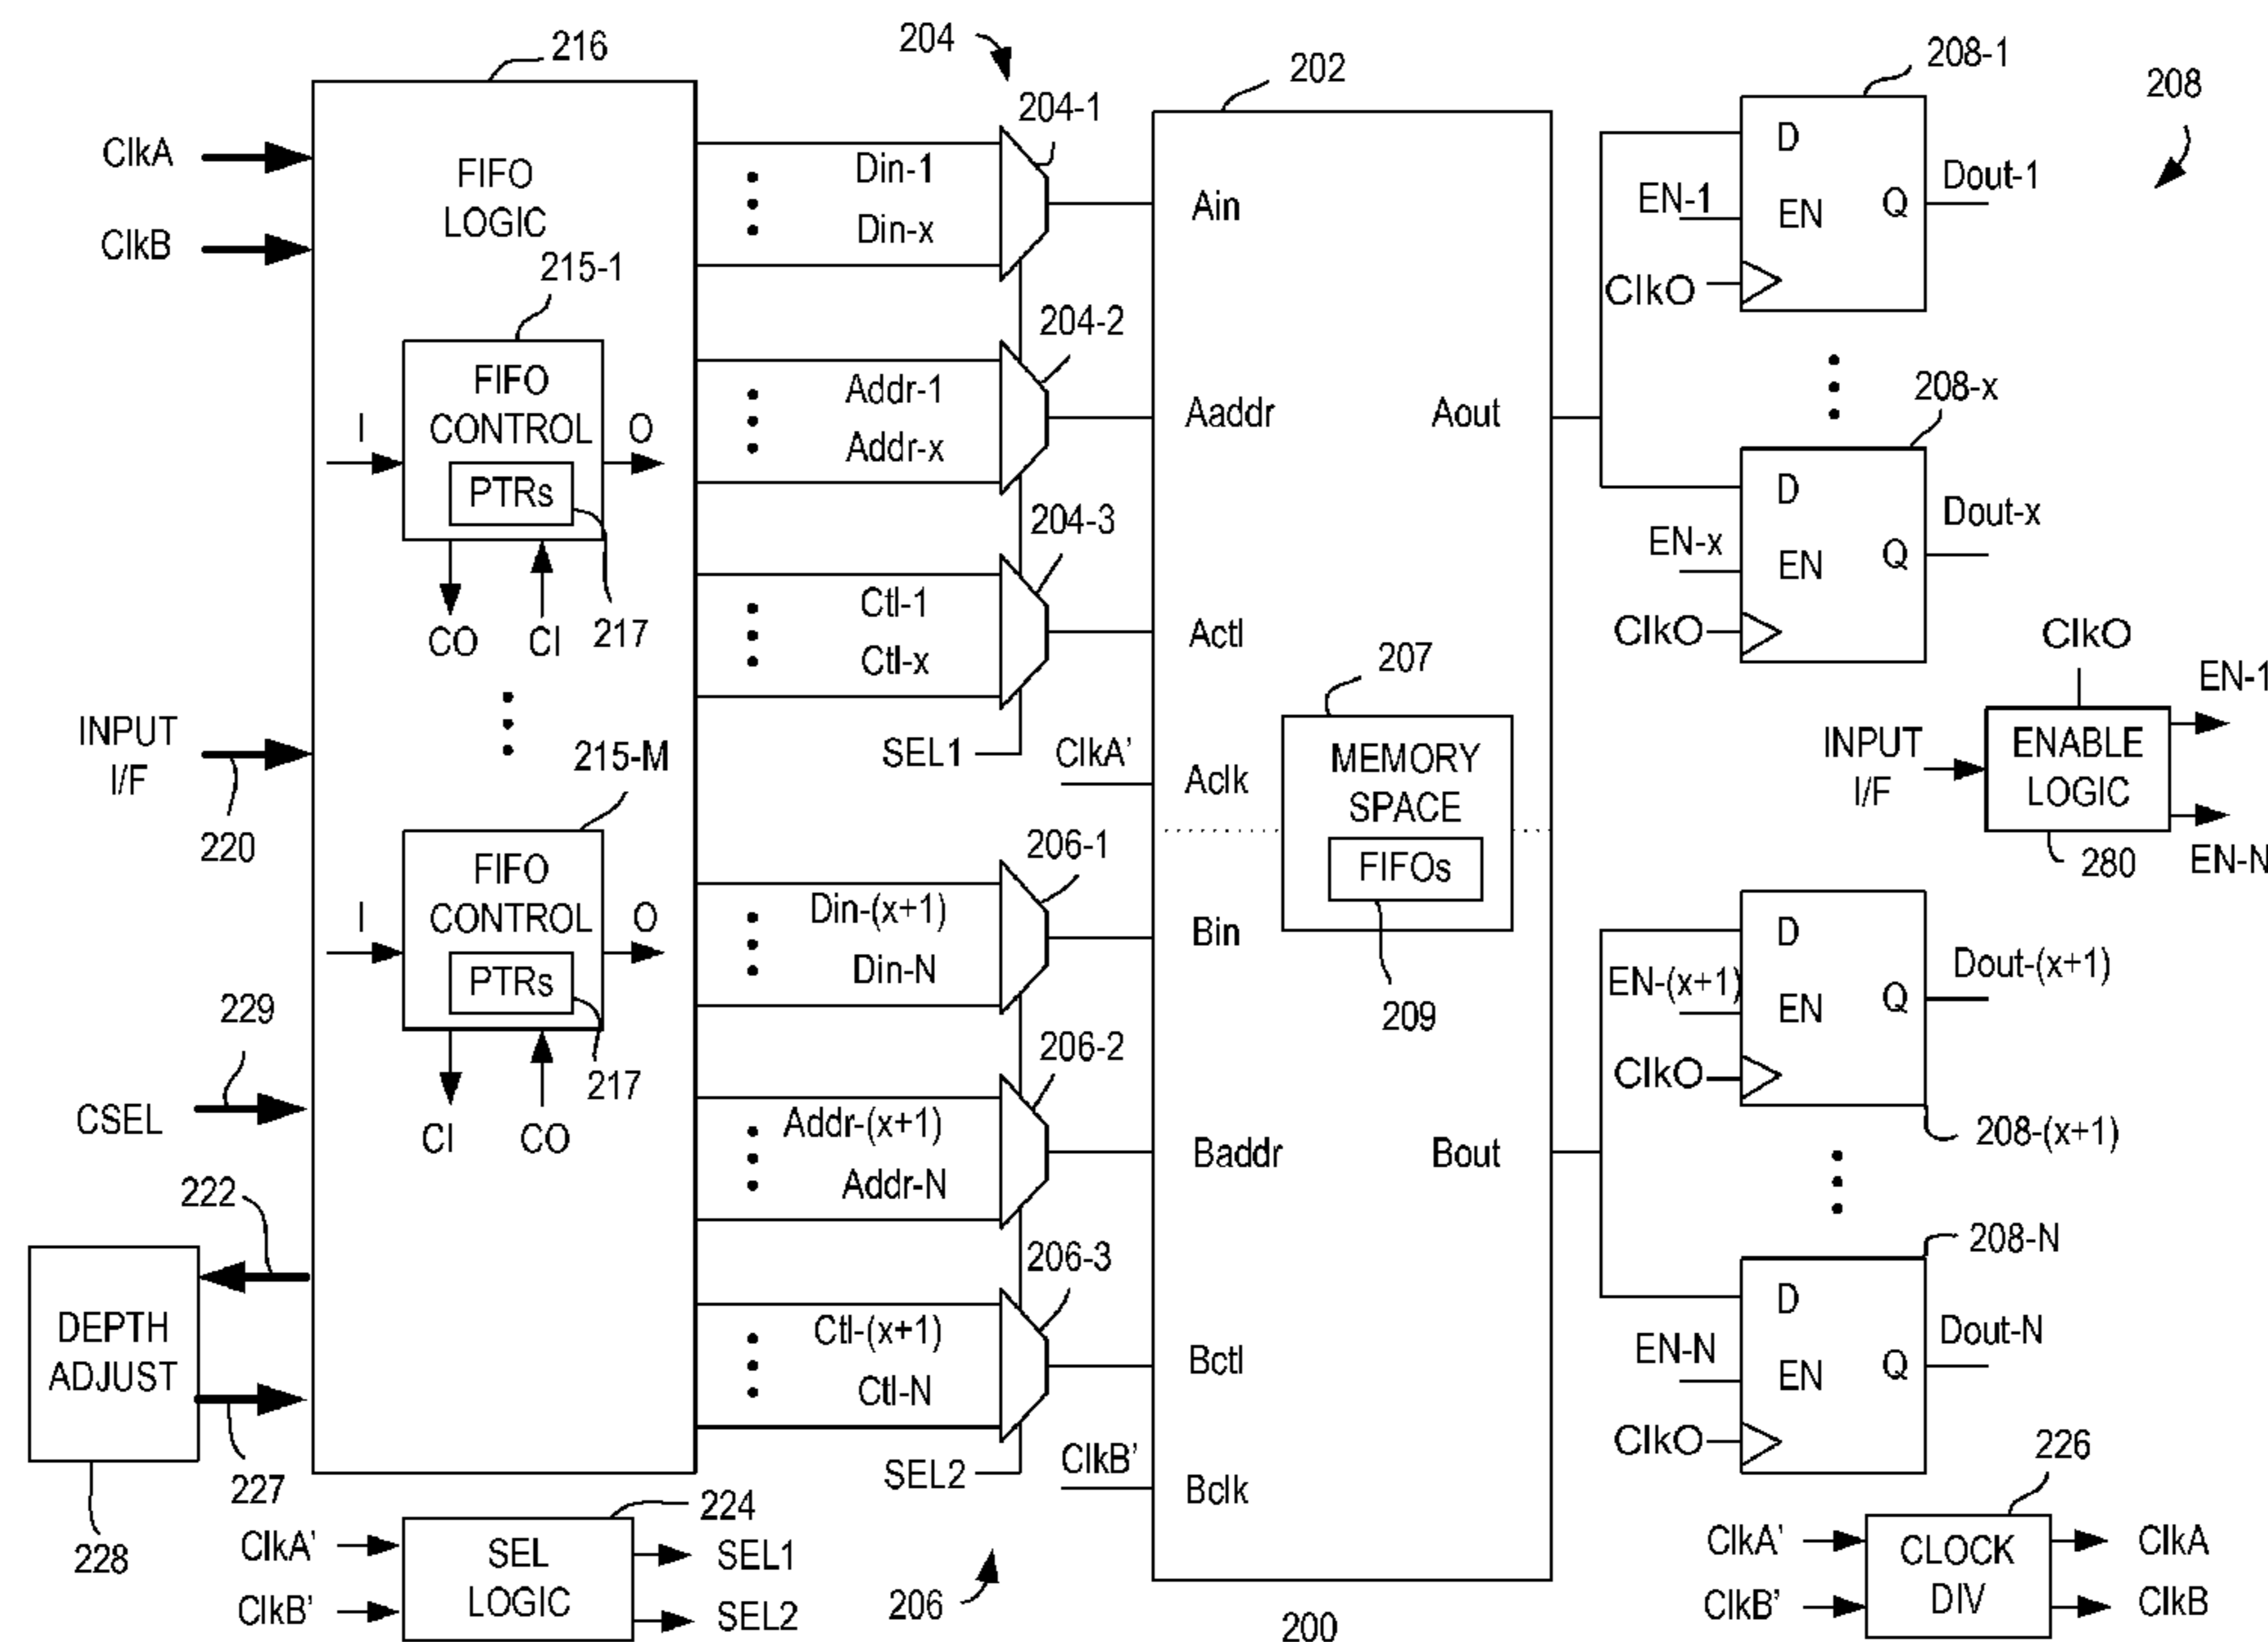 216
204
202
208-1
208
204-1
ClkA
ClkB
FIFO
LOGIC
Din-1
Din-x
Ain
D
EN-1
EN
Q
Dout-1
ClkO
215-1
204-2
FIFO
CONTROL
I
O
PTRs
CO
CI
217
Addr-1
Addr-x
Aaddr
Aout
208-x
D
EN-x
EN
Q
Dout-x
ClkO
204-3
Ctl-1
Ctl-x
Actl
SEL1
ClkA'
Aclk
207
MEMORY
SPACE
FIFOs
209
ClkO
INPUT
I/F
ENABLE
LOGIC
EN-1
EN-N
280
INPUT
I/F
220
215-M
FIFO
CONTROL
I
O
PTRs
CI
CO
217
206-1
Din-(x+1)
Din-N
Bin
D
EN-(x+1)
EN
Q
Dout-(x+1)
ClkO
208-(x+1)
229
CSEL
206-2
Addr-(x+1)
Addr-N
Baddr
Bout
222
DEPTH
ADJUST
227
228
206-3
Ctl-(x+1)
Ctl-N
Bctl
SEL2
ClkB'
Bclk
208-N
D
EN-N
EN
Q
Dout-N
ClkO
224
ClkA'
ClkB'
SEL
LOGIC
SEL1
SEL2
206
200
226
ClkA'
ClkB'
CLOCK
DIV
ClkA
ClkB